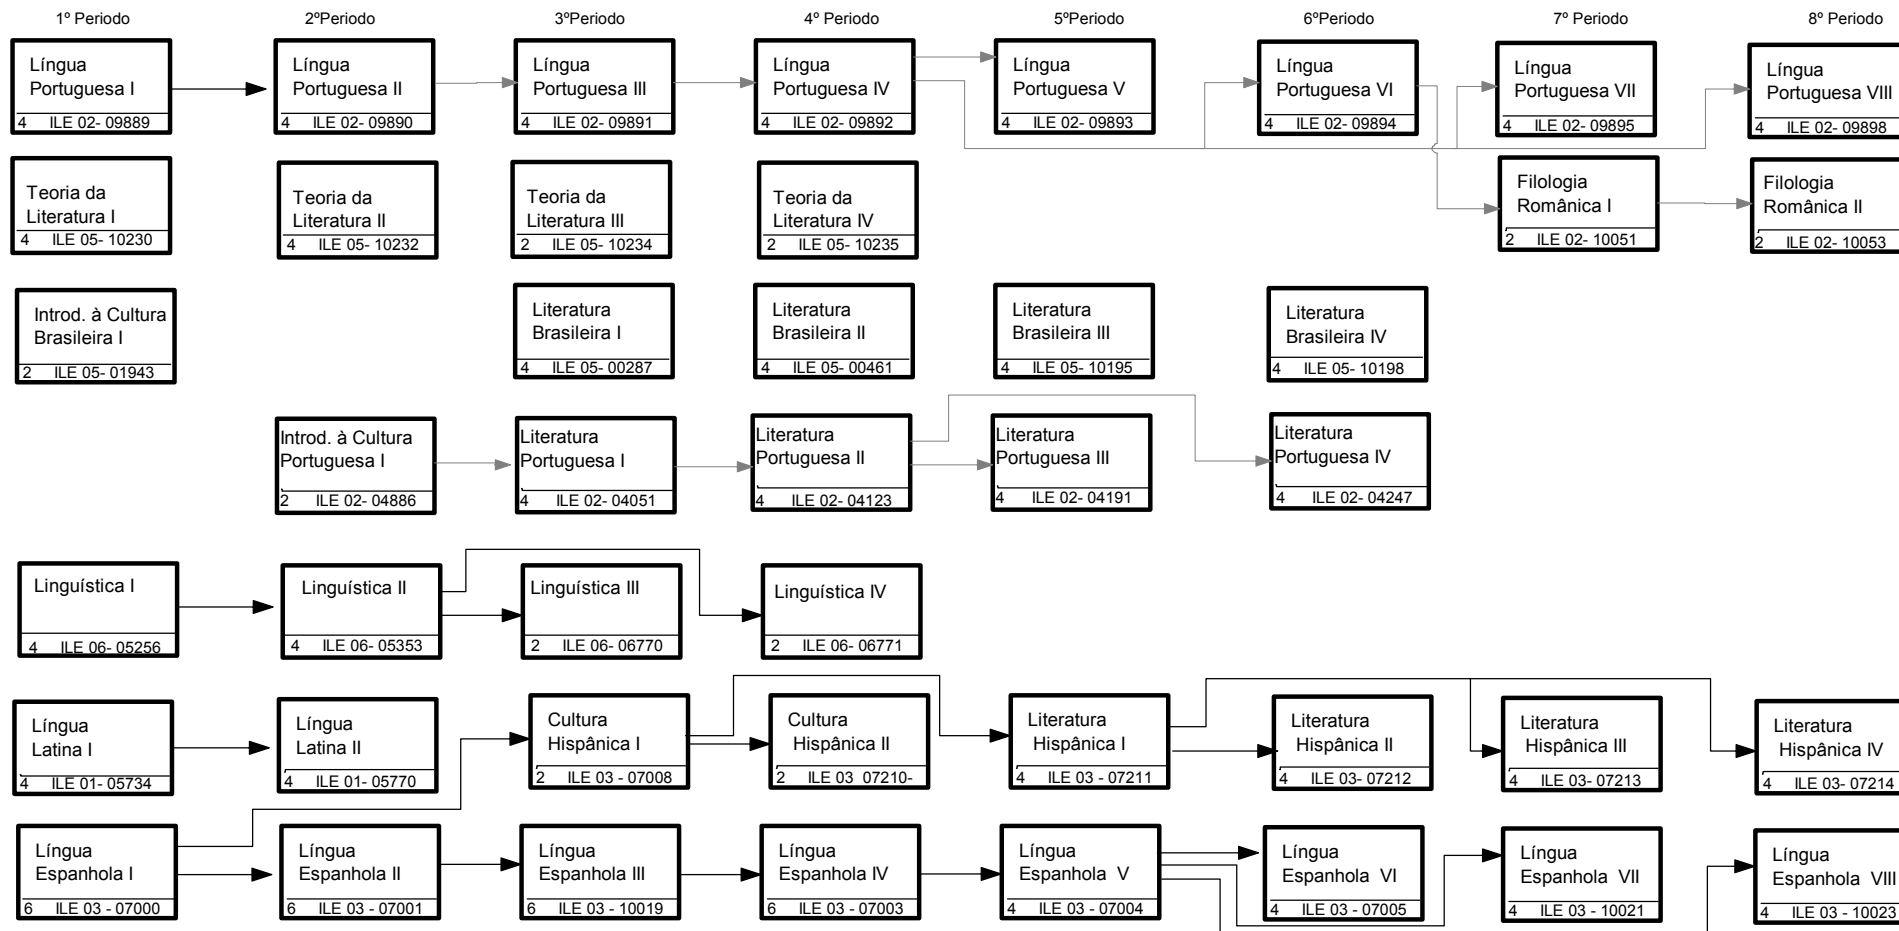 1º Periodo
2ºPeriodo
3ºPeriodo
4º Periodo
5ºPeriodo
6ºPeriodo
7º Periodo
8º Periodo
Língua
Portuguesa I
4 ILE 02- 09889
Língua
Portuguesa II
4 ILE 02- 09890
Língua
Portuguesa III
4 ILE 02- 09891
Língua
Portuguesa IV
4 ILE 02- 09892
Língua
Portuguesa V
4 ILE 02- 09893
Língua
Portuguesa VI
4 ILE 02- 09894
Língua
Portuguesa VII
4 ILE 02- 09895
Língua
Portuguesa VIII
4 ILE 02- 09898
Teoria da
Literatura I
4 ILE 05- 10230
Teoria da
Literatura II
4 ILE 05- 10232
Teoria da
Literatura III
2 ILE 05- 10234
Teoria da
Literatura IV
2 ILE 05- 10235
Filologia
Românica I
2 ILE 02- 10051
Filologia
Românica II
2 ILE 02- 10053
Introd. à Cultura
Brasileira I
2 ILE 05- 01943
Literatura
Brasileira I
4 ILE 05- 00287
Literatura
Brasileira II
4 ILE 05- 00461
Literatura
Brasileira III
4 ILE 05- 10195
Literatura
Brasileira IV
4 ILE 05- 10198
Introd. à Cultura
Portuguesa I
2 ILE 02- 04886
Literatura
Portuguesa I
4 ILE 02- 04051
Literatura
Portuguesa II
4 ILE 02- 04123
Literatura
Portuguesa III
4 ILE 02- 04191
Literatura
Portuguesa IV
4 ILE 02- 04247
Linguística I
4 ILE 06- 05256
Linguística II
4 ILE 06- 05353
Linguística III
2 ILE 06- 06770
Linguística IV
2 ILE 06- 06771
Língua
Latina I
4 ILE 01- 05734
Língua
Latina II
4 ILE 01- 05770
Cultura
Hispânica I
2 ILE 03 - 07008
Cultura
Hispânica II
2 ILE 03 07210-
Literatura
Hispânica I
4 ILE 03 - 07211
Literatura
Hispânica II
4 ILE 03- 07212
Literatura
Hispânica III
4 ILE 03- 07213
Literatura
Hispânica IV
4 ILE 03- 07214
Língua
Espanhola I
6 ILE 03 - 07000
Língua
Espanhola II
6 ILE 03 - 07001
Língua
Espanhola III
6 ILE 03 - 10019
Língua
Espanhola IV
6 ILE 03 - 07003
Língua
Espanhola V
4 ILE 03 - 07004
Língua
Espanhola VI
4 ILE 03 - 07005
Língua
Espanhola VII
4 ILE 03 - 10021
Língua
Espanhola VIII
4 ILE 03 - 10023